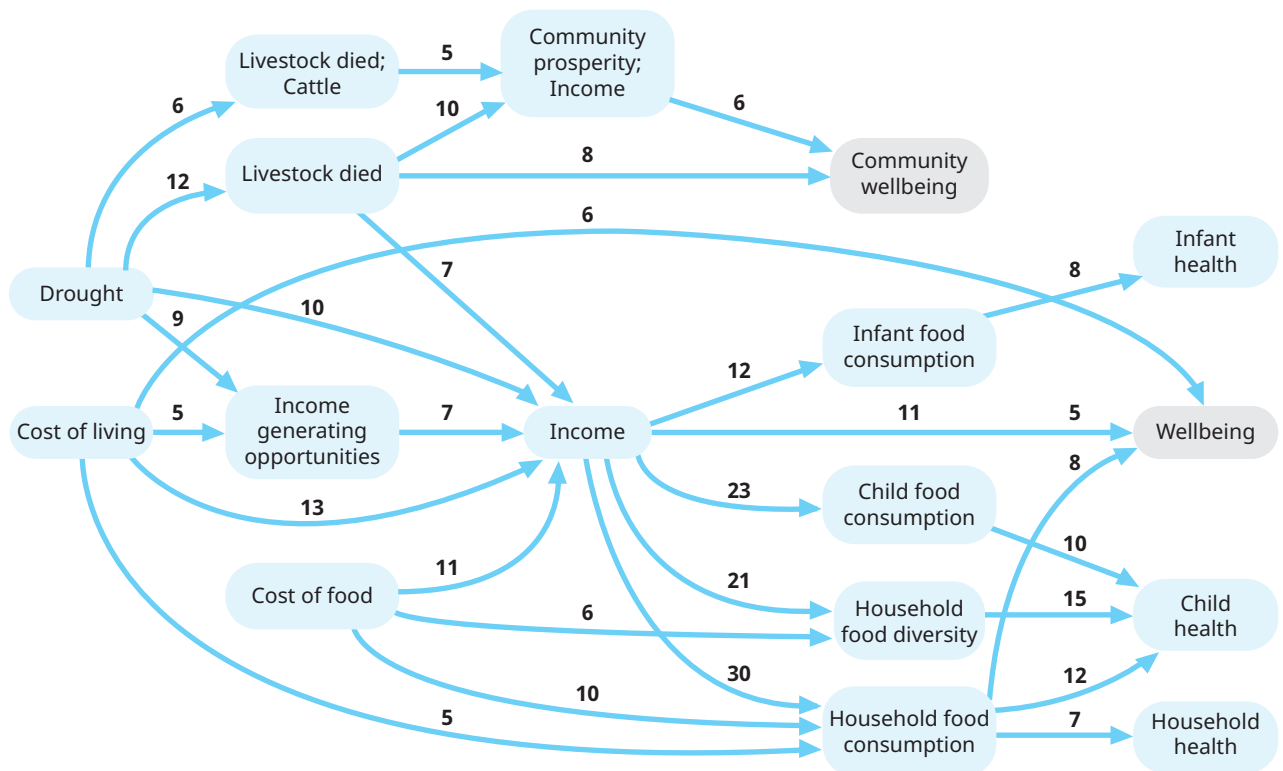 Livestock died;
Cattle
5
Community
prosperity;
Income
6
10
6
Livestock died
12
8
Community
wellbeing
6
7
Infant
health
8
Drought
10
9
Infant food
consumption
12
Cost of living
5
Income
generating
opportunities
7
Income
11
5
Wellbeing
8
13
23
Child food
consumption
10
11
Cost of food
21
6
Household
food diversity
15
Child
health
30
12
10
5
Household food
consumption
7
Household
health